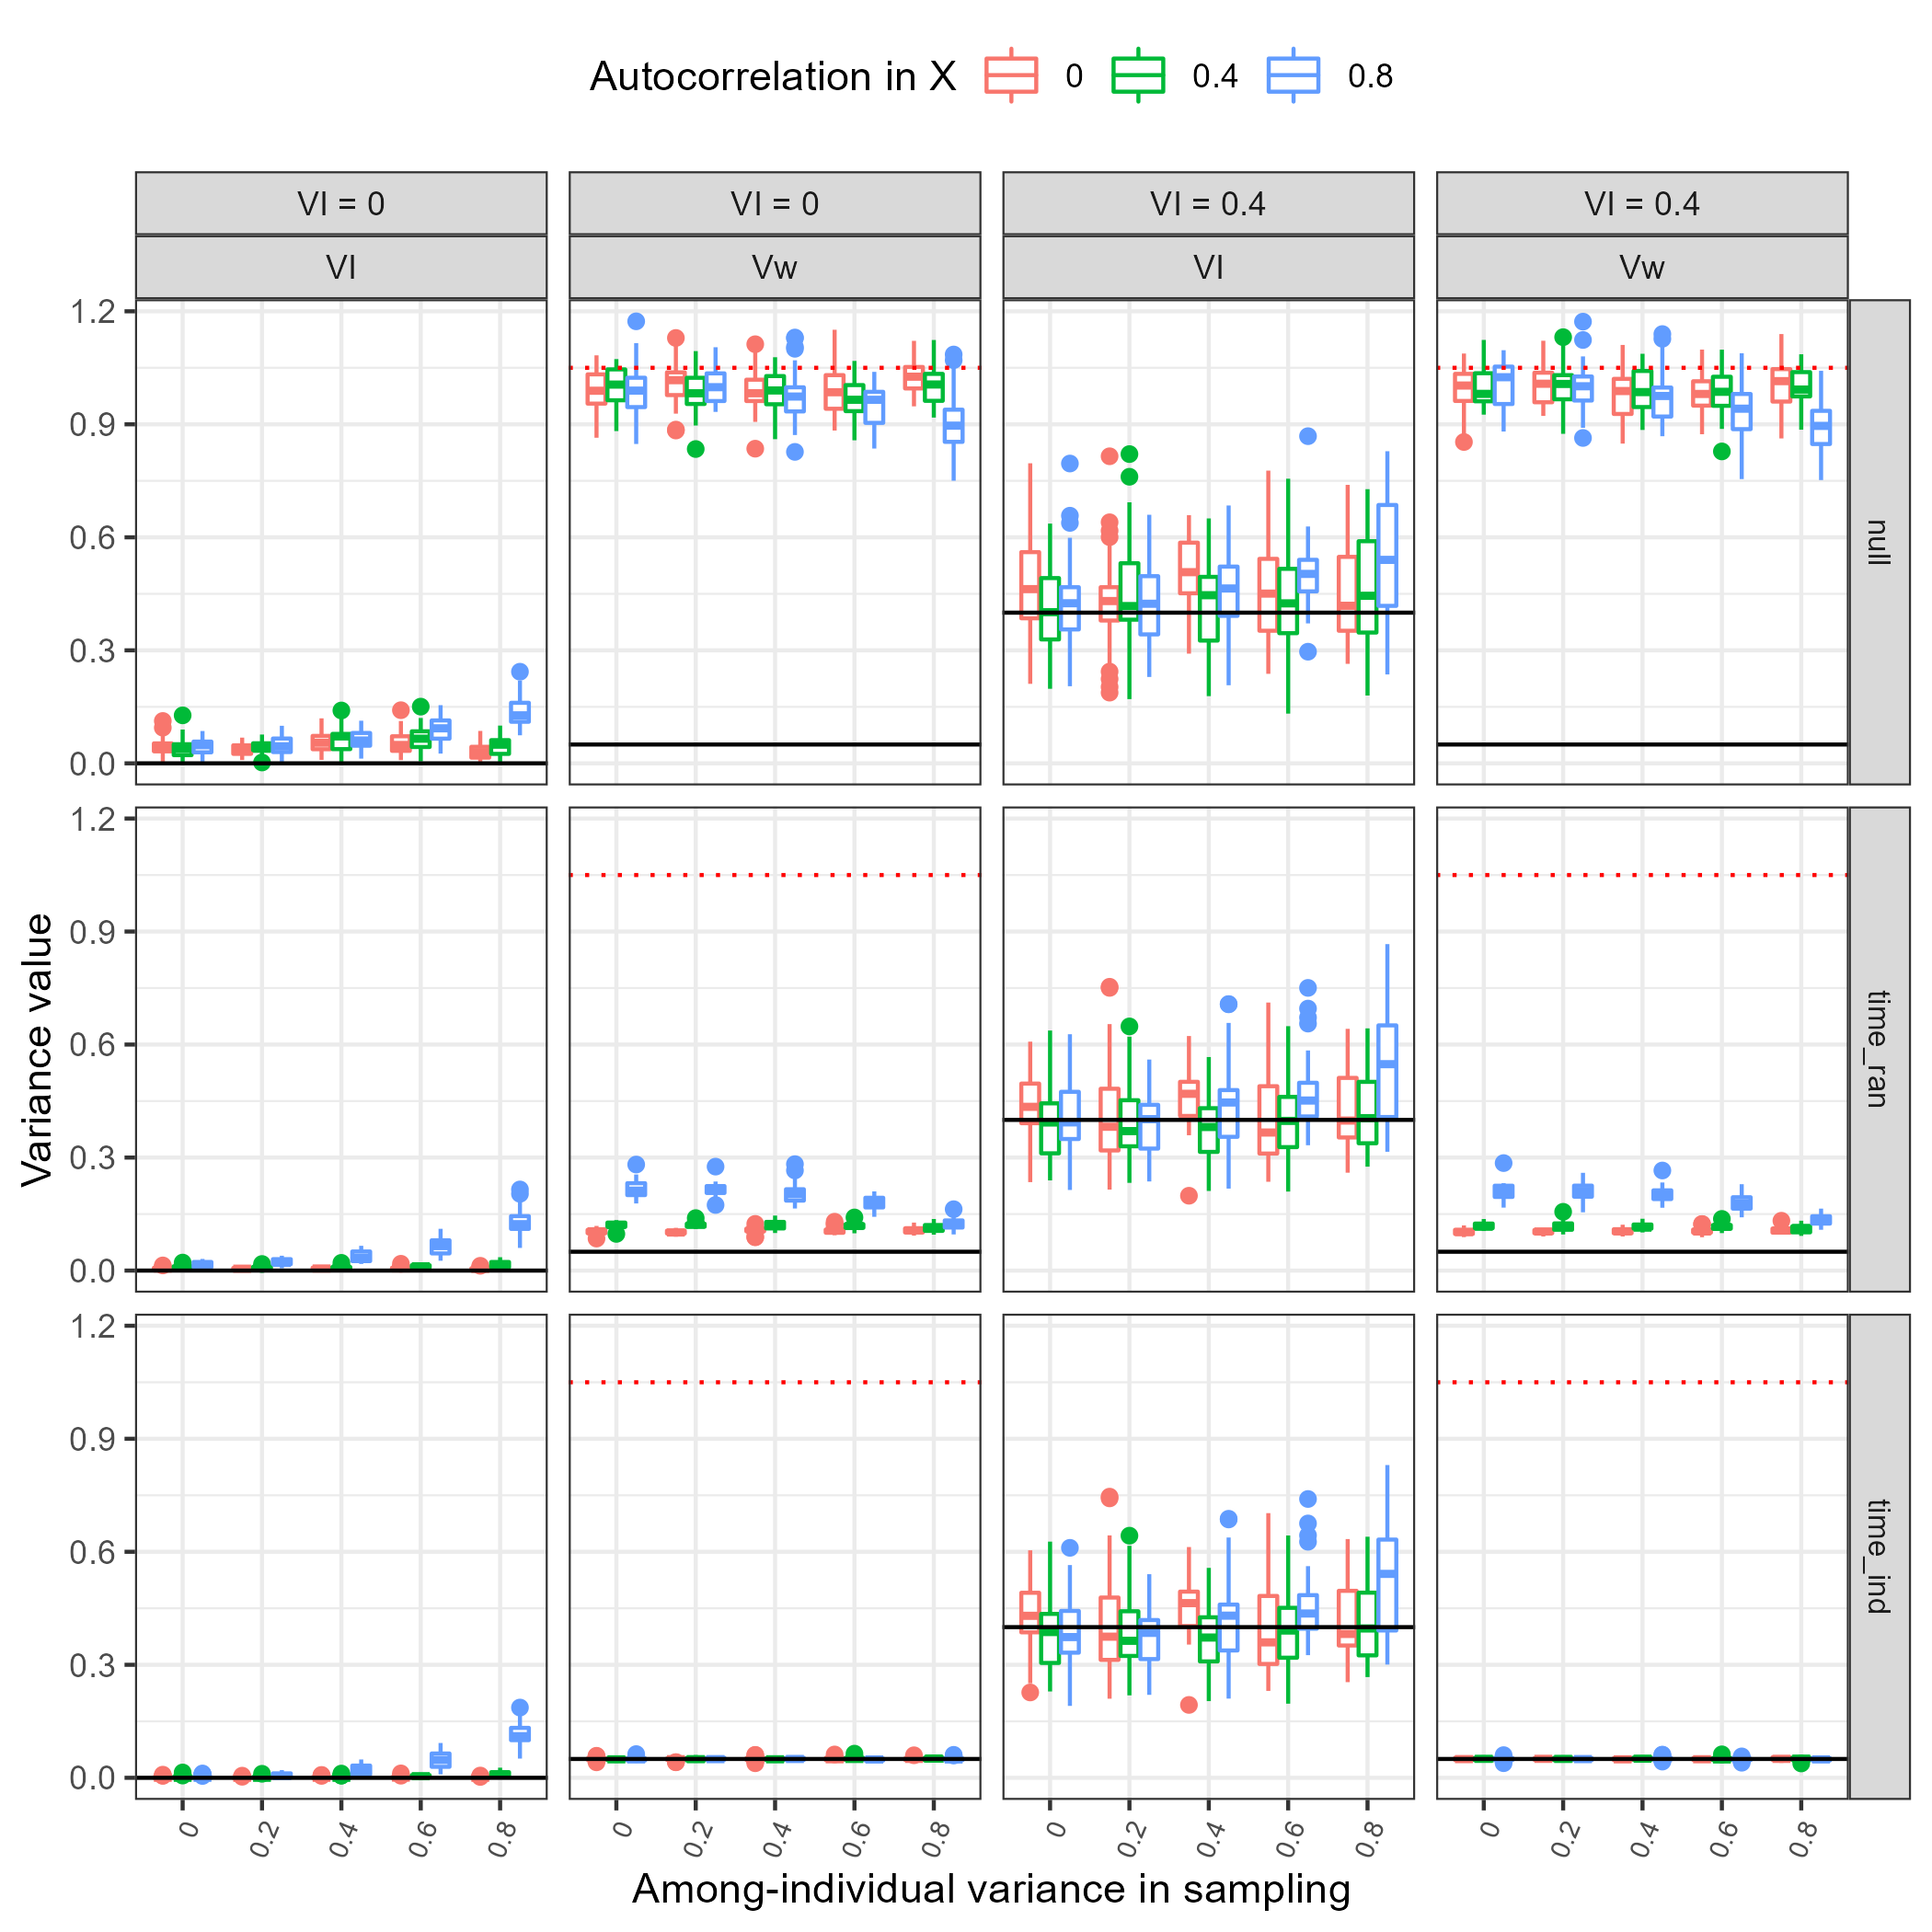 Autocorrelation in X 0 0.4 0.8
VI = 0 VI = 0 VI = 0.4 VI = 0.4
VI Vw VI Vw
1.2
0.9
0.6
0.3
0.0
null
1.2
0.9
0.6
0.3
0.0
time_ran
Variance value
1.2
0.9
0.6
0.3
0.0
time_ind
0 0.2 0.4 0.6 0.8 0 0.2 0.4 0.6 0.8 0 0.2 0.4 0.6 0.8 0 0.2 0.4 0.6 0.8
Among-individual variance in sampling